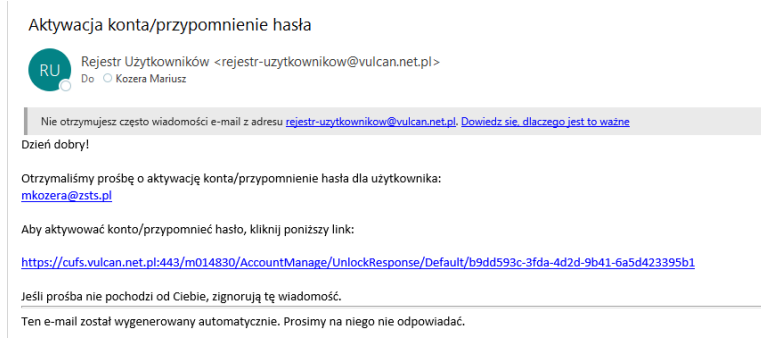 Aktywacja konta/przypomnienie hasła
RU
Rejestr Użytkowników <rejestr-uzytkownikow@vulcan.net.pl>
Do Kozera Mariusz
Nie otrzymujesz często wiadomości e-mail z adresu rejestr-uzytkownikow@vulcan.net.pl. Dowiedz się, dlaczego jest to ważne
Dzień dobry!
Otrzymaliśmy prośbę o aktywację konta/przypomnienie hasła dla użytkownika:
mkozera@zsts.pl
Aby aktywować konto/przypomnieć hasło, kliknij poniższy link:
https://cufs.vulcan.net.pl:443/m014830/AccountManage/UnlockResponse/Default/b9dd593c-3fda-4d2d-9b41-6a5d423395b1
Jeśli prośba nie pochodzi od Ciebie, zignoruj tę wiadomość.
Ten e-mail został wygenerowany automatycznie. Prosimy na niego nie odpowiadać.